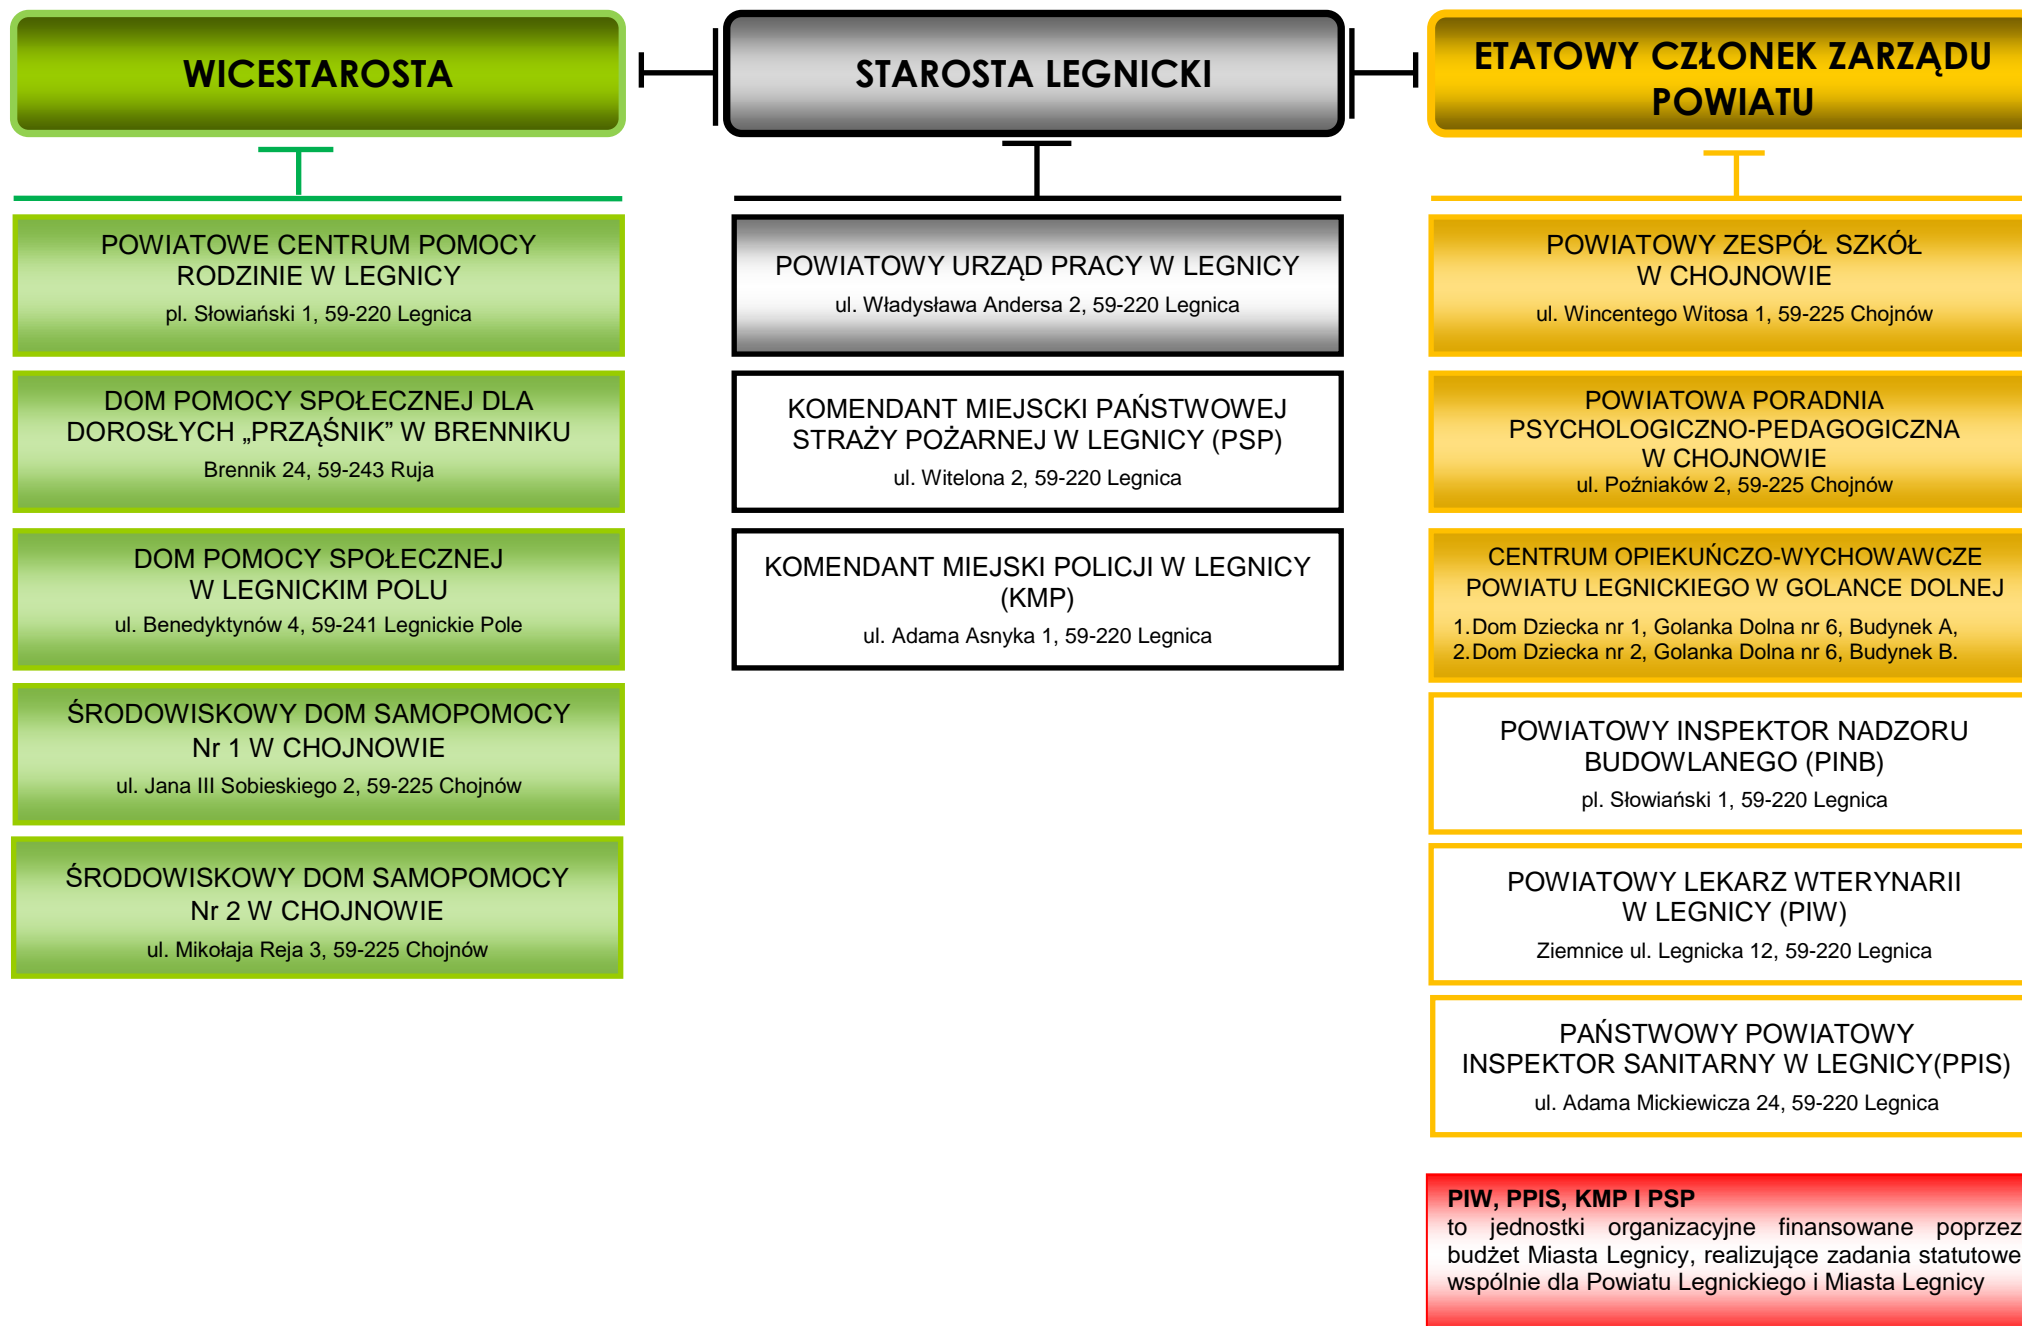 WICESTAROSTA
POWIATOWE CENTRUM POMOCY
RODZINIE W LEGNICY
pl. Słowiański 1, 59-220 Legnica
DOM POMOCY SPOŁECZNEJ DLA
DOROSŁYCH „PRZĄŚNIK” W BRENNIKU
Brennik 24, 59-243 Ruja
DOM POMOCY SPOŁECZNEJ
W LEGNICKIM POLU
ul. Benedyktynów 4, 59-241 Legnickie Pole
ŚRODOWISKOWY DOM SAMOPOMOCY
Nr 1 W CHOJNOWIE
ul. Jana III Sobieskiego 2, 59-225 Chojnów
ŚRODOWISKOWY DOM SAMOPOMOCY
Nr 2 W CHOJNOWIE
ul. Mikołaja Reja 3, 59-225 Chojnów
STAROSTA LEGNICKI
POWIATOWY URZĄD PRACY W LEGNICY
ul. Władysława Andersa 2, 59-220 Legnica
KOMENDANT MIEJSCKI PAŃSTWOWEJ
STRAŻY POŻARNEJ W LEGNICY (PSP)
ul. Witelona 2, 59-220 Legnica
KOMENDANT MIEJSKI POLICJI W LEGNICY
(KMP)
ul. Adama Asnyka 1, 59-220 Legnica
ETATOWY CZŁONEK ZARZĄDU
POWIATU
POWIATOWY ZESPÓŁ SZKÓŁ
W CHOJNOWIE
ul. Wincentego Witosa 1, 59-225 Chojnów
POWIATOWA PORADNIA
PSYCHOLOGICZNO-PEDAGOGICZNA
W CHOJNOWIE
ul. Poźniaków 2, 59-225 Chojnów
CENTRUM OPIEKUŃCZO-WYCHOWAWCZE
POWIATU LEGNICKIEGO W GOLANCE DOLNEJ
1. Dom Dziecka nr 1, Golanka Dolna nr 6, Budynek A,
2. Dom Dziecka nr 2, Golanka Dolna nr 6, Budynek B.
POWIATOWY INSPEKTOR NADZORU
BUDOWLANEGO (PINB)
pl. Słowiański 1, 59-220 Legnica
POWIATOWY LEKARZ WTERYNARII
W LEGNICY (PIW)
Ziemnice ul. Legnicka 12, 59-220 Legnica
PAŃSTWOWY POWIATOWY
INSPEKTOR SANITARNY W LEGNICY(PPIS)
ul. Adama Mickiewicza 24, 59-220 Legnica
PIW, PPIS, KMP I PSP
to jednostki organizacyjne finansowane poprzez
budżet Miasta Legnicy, realizujące zadania statutowe
wspólnie dla Powiatu Legnickiego i Miasta Legnicy